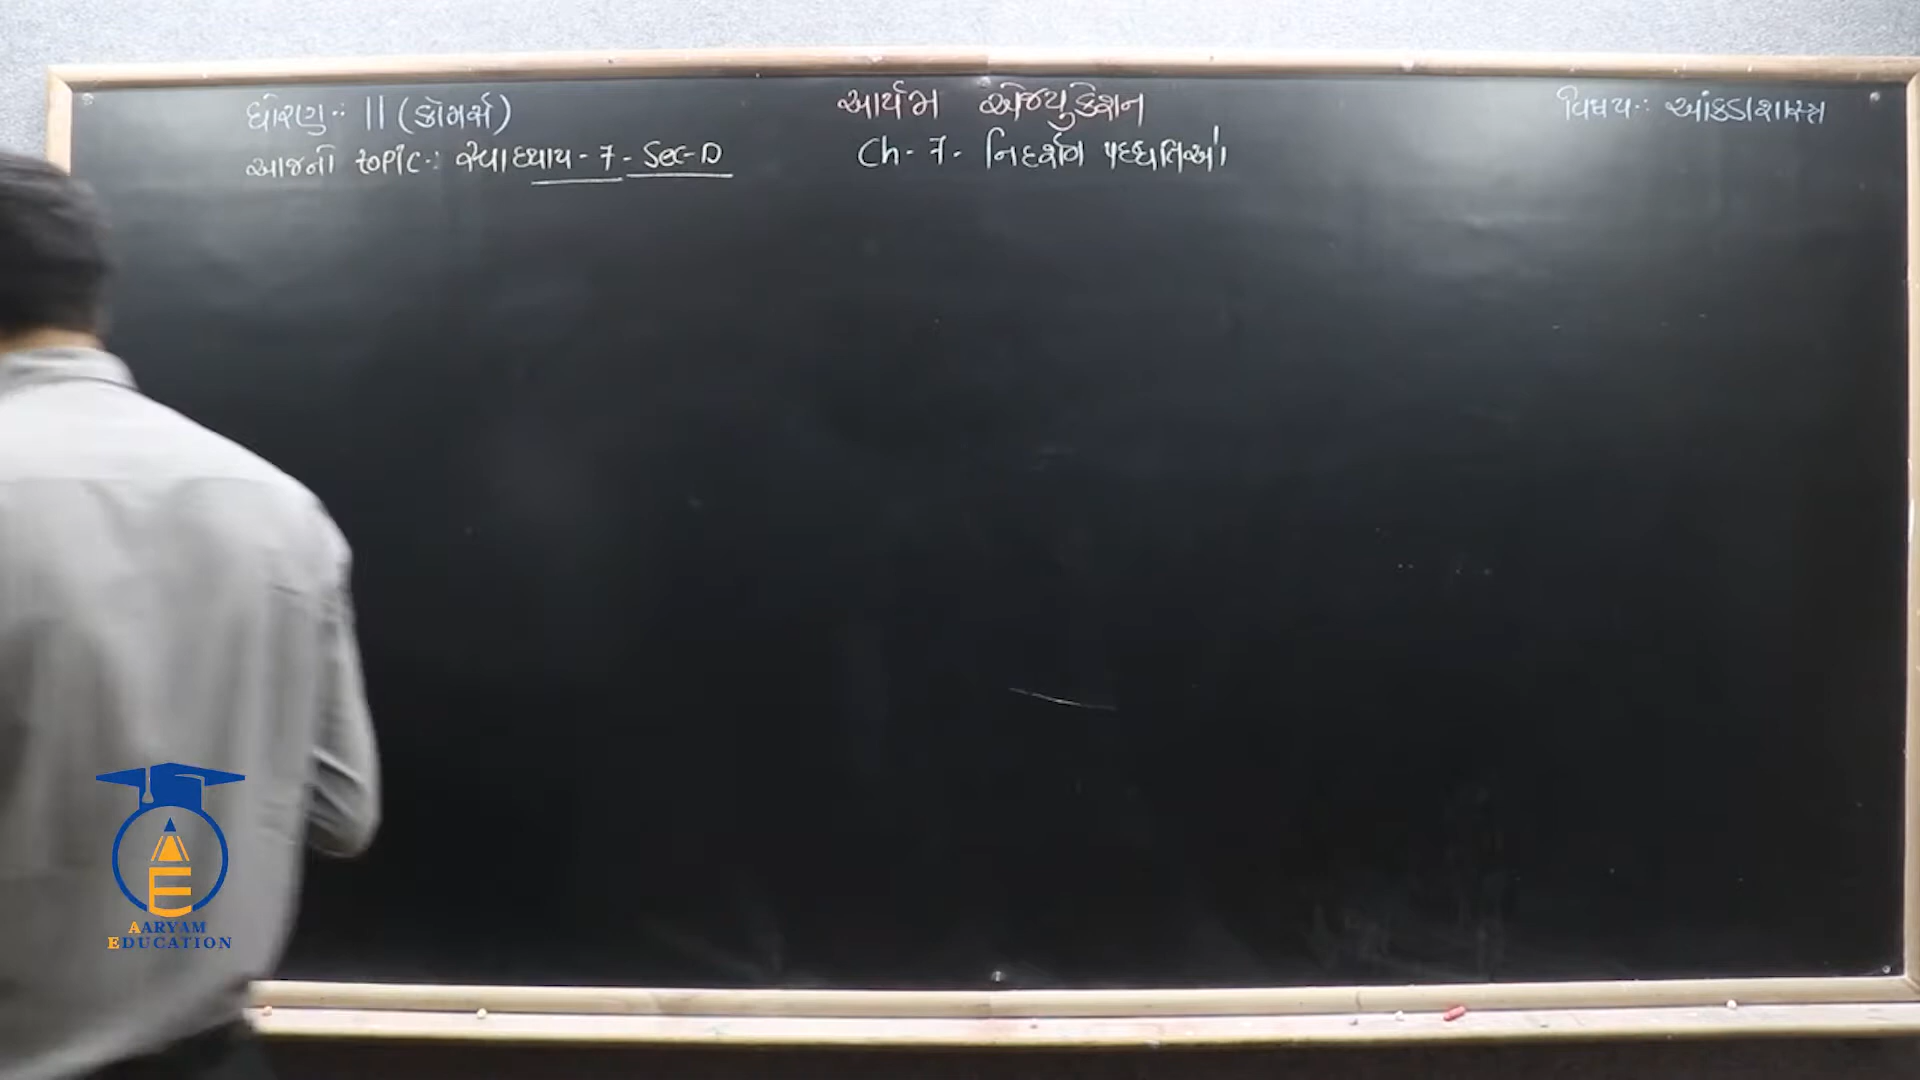 ધોરણ :- 11 (કોમર્સ)
આર્યમ એજ્યુકેશન
વિષય :- આંકડાશાસ્ત્ર
આજનો ટોપિક :- સ્વાધ્યાય - 7 - Sec-D
Ch - 7 - નિદર્શન પદ્ધતિઓ
AARYAM
EDUCATION